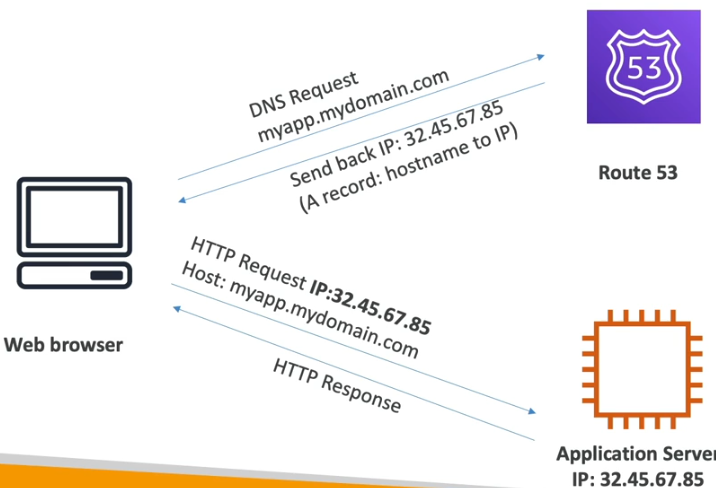 53
DNS Request
myapp.mydomain.com
Send back IP: 32.45.67.85
(A record: hostname to IP)
Route 53
HTTP Request IP:32.45.67.85
Host: myapp.mydomain.com
Web browser
HTTP Response
Application Server
IP: 32.45.67.85